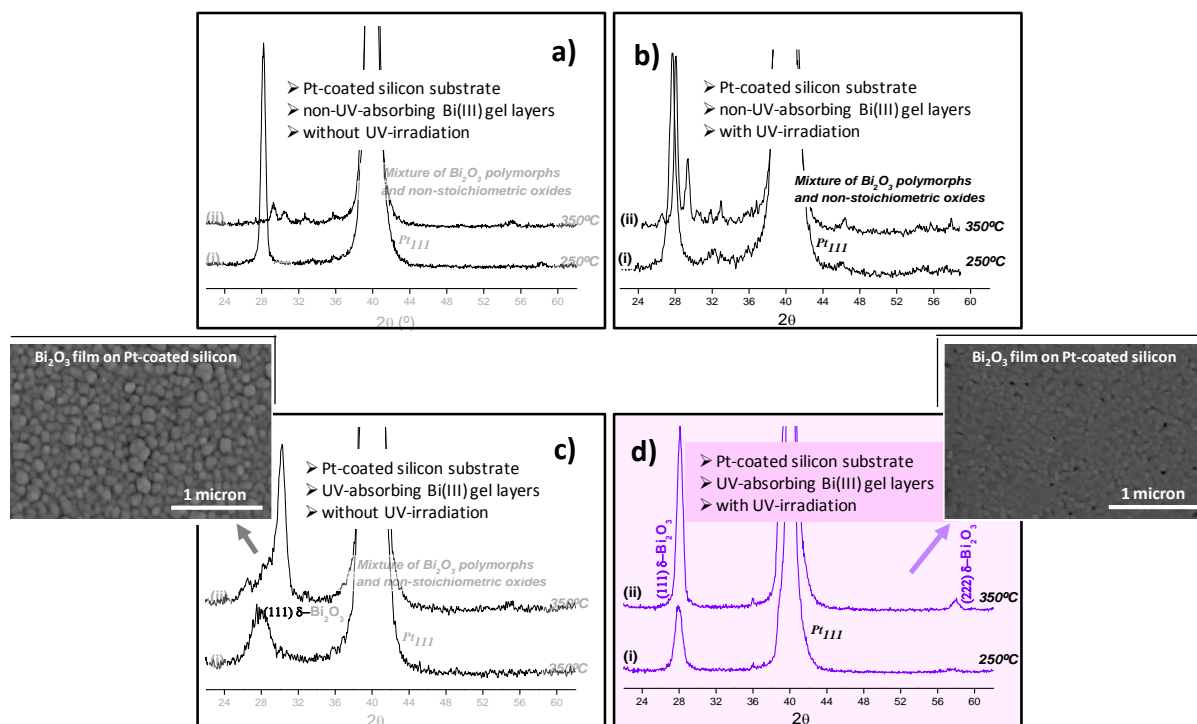 a)
➢ Pt-coated silicon substrate
➢ non-UV-absorbing Bi(III) gel layers
➢ without UV-irradiation
Mixture of Bi₂O₃ polymorphs
and non-stoichiometric oxides
(ii)
350ºC
Pt₁₁₁
(i)
250ºC
24 28 32 36 40 44 48 52 56 60
2θ (º)
b)
➢ Pt-coated silicon substrate
➢ non-UV-absorbing Bi(III) gel layers
➢ with UV-irradiation
Mixture of Bi₂O₃ polymorphs
and non-stoichiometric oxides
(ii)
350ºC
Pt₁₁₁
(i)
250ºC
24 28 32 36 40 44 48 52 56 60
2θ
Bi₂O₃ film on Pt-coated silicon
1 micron
c)
➢ Pt-coated silicon substrate
➢ UV-absorbing Bi(III) gel layers
➢ without UV-irradiation
Mixture of Bi₂O₃ polymorphs
and non-stoichiometric oxides
(ii)
350ºC
(111) δ–Bi₂O₃
Pt₁₁₁
(i)
250ºC
24 28 32 36 40 44 48 52 56 60
2θ
d)
➢ Pt-coated silicon substrate
➢ UV-absorbing Bi(III) gel layers
➢ with UV-irradiation
(111) δ–Bi₂O₃
(222) δ–Bi₂O₃
(ii)
350ºC
Pt₁₁₁
(i)
250ºC
24 28 32 36 40 44 48 52 56 60
2θ
Bi₂O₃ film on Pt-coated silicon
1 micron